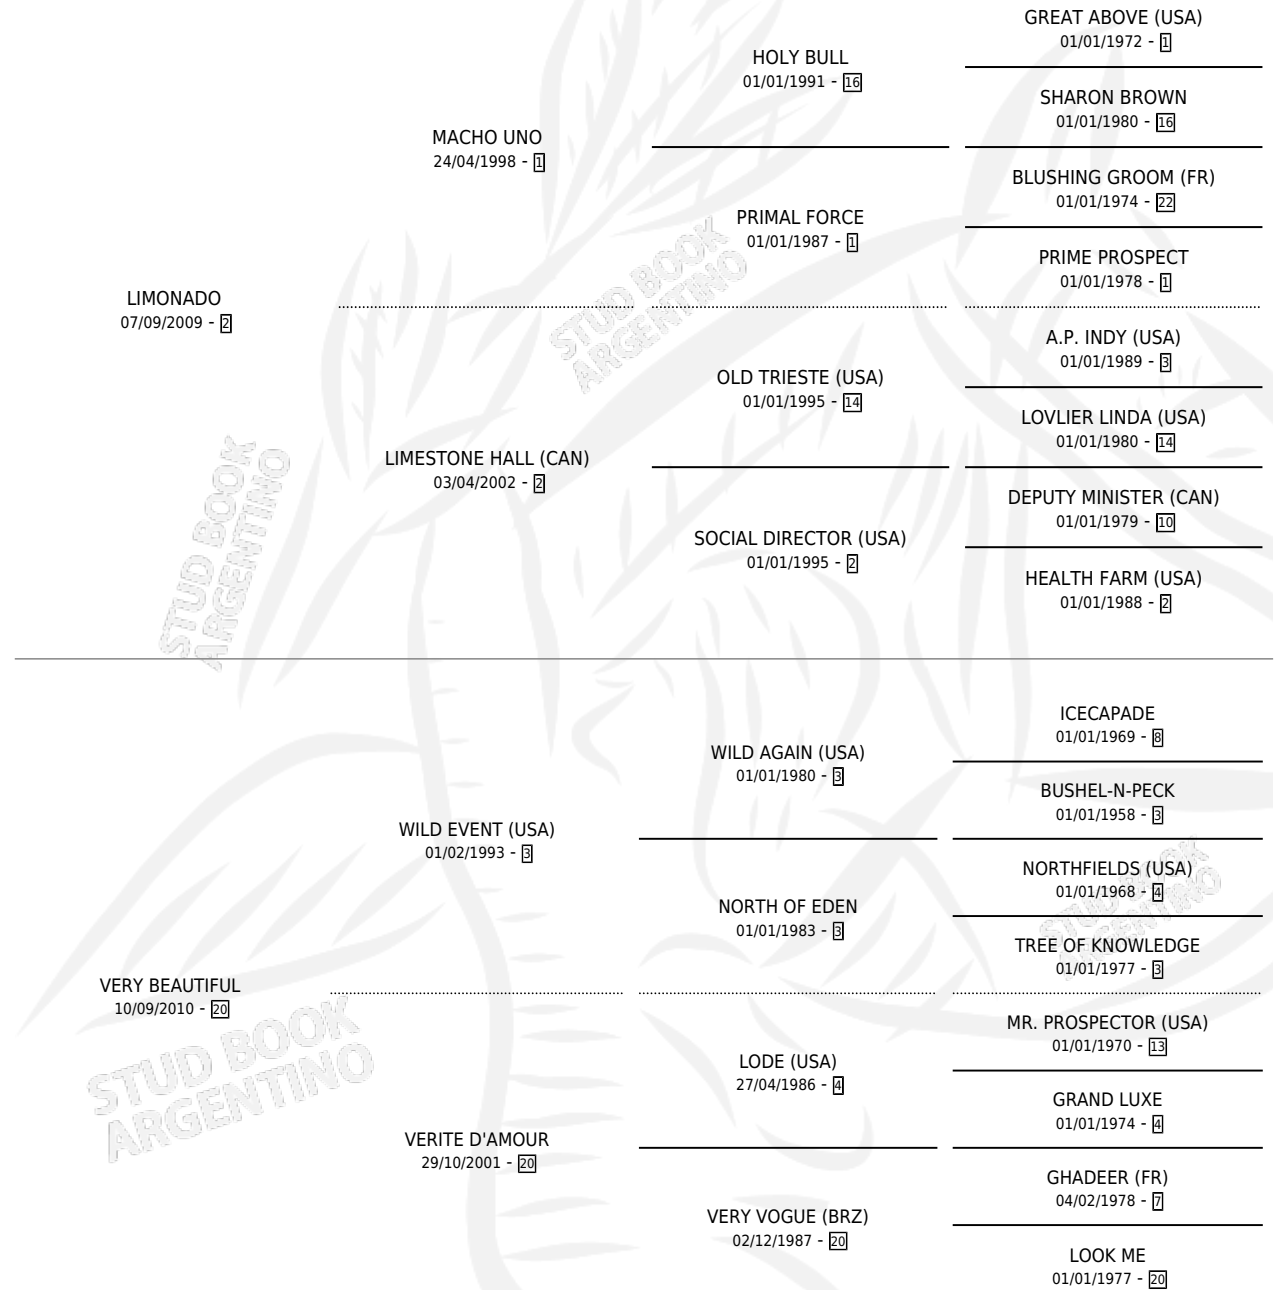 GREAT ABOVE (USA)
01/01/1972 - 1
HOLY BULL
01/01/1991 - 16
SHARON BROWN
01/01/1980 - 16
MACHO UNO
24/04/1998 - 1
BLUSHING GROOM (FR)
01/01/1974 - 22
PRIMAL FORCE
01/01/1987 - 1
PRIME PROSPECT
01/01/1978 - 1
LIMONADO
07/09/2009 - 2
A.P. INDY (USA)
01/01/1989 - 3
OLD TRIESTE (USA)
01/01/1995 - 14
LOVLIER LINDA (USA)
01/01/1980 - 14
LIMESTONE HALL (CAN)
03/04/2002 - 2
DEPUTY MINISTER (CAN)
01/01/1979 - 10
SOCIAL DIRECTOR (USA)
01/01/1995 - 2
HEALTH FARM (USA)
01/01/1988 - 2
ICECAPADE
01/01/1969 - 8
WILD AGAIN (USA)
01/01/1980 - 3
BUSHEL-N-PECK
01/01/1958 - 3
WILD EVENT (USA)
01/02/1993 - 3
NORTHFIELDS (USA)
01/01/1968 - 4
NORTH OF EDEN
01/01/1983 - 3
TREE OF KNOWLEDGE
01/01/1977 - 3
VERY BEAUTIFUL
10/09/2010 - 20
MR. PROSPECTOR (USA)
01/01/1970 - 13
LODE (USA)
27/04/1986 - 4
GRAND LUXE
01/01/1974 - 4
VERITE D'AMOUR
29/10/2001 - 20
GHADEER (FR)
04/02/1978 - 7
VERY VOGUE (BRZ)
02/12/1987 - 20
LOOK ME
01/01/1977 - 20
STUD BOOK
ARGENTINO
STUD BOOK
ARGENTINO
STUD BOOK
ARGENTINO
STUD BOOK
ARGENTINO